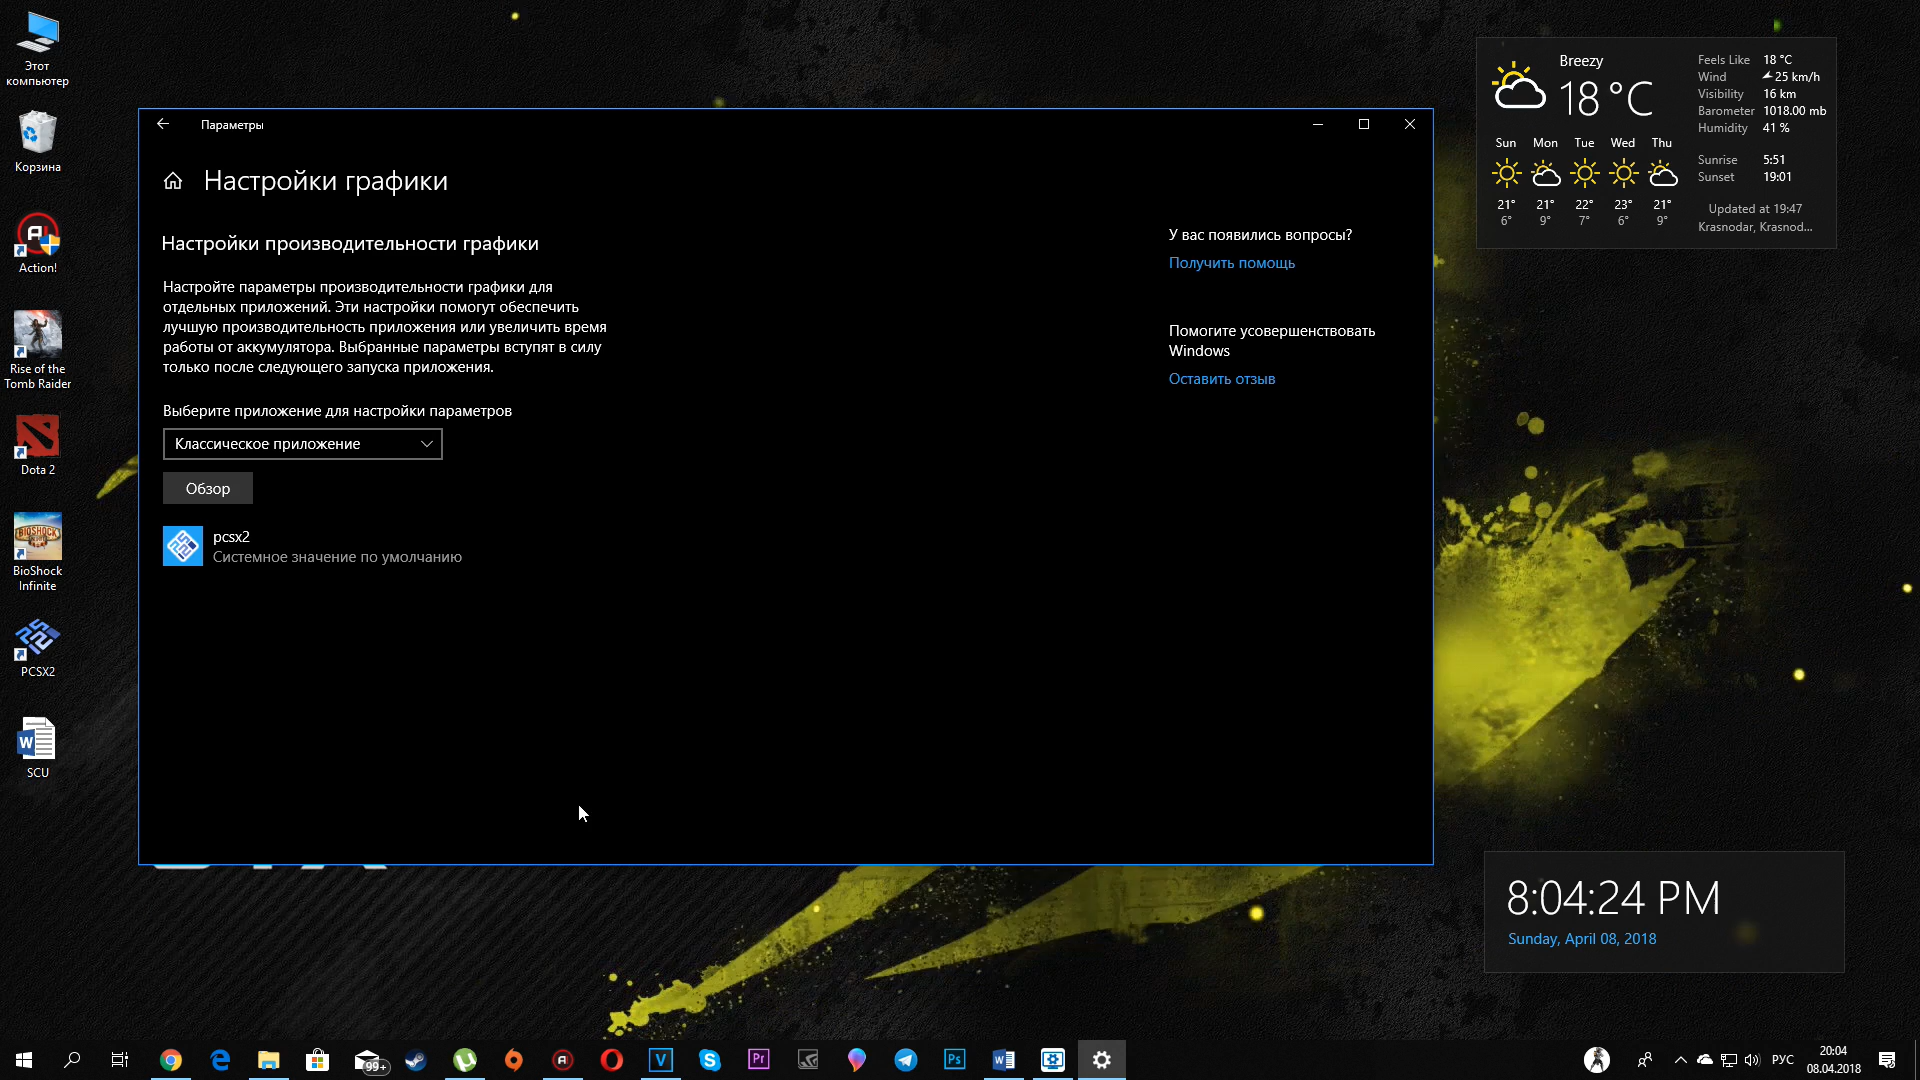 Этот
компьютер
Корзина
Action!
Rise of the
Tomb Raider
Dota 2
BIOSHOCK
BioShock
Infinite
PCSX2
SCU
Параметры
Настройки графики
Настройки производительности графики
Настройте параметры производительности графики для
отдельных приложений. Эти настройки помогут обеспечить
лучшую производительность приложения или увеличить время
работы от аккумулятора. Выбранные параметры вступят в силу
только после следующего запуска приложения.
Выберите приложение для настройки параметров
Классическое приложение
Обзор
pcsx2
Системное значение по умолчанию
У вас появились вопросы?
Получить помощь
Помогите усовершенствовать
Windows
Оставить отзыв
Breezy
18 °C
Feels Like 18 °C
Wind 25 km/h
Visibility 16 km
Barometer 1018.00 mb
Humidity 41 %
Sunrise 5:51
Sunset 19:01
Updated at 19:47
Krasnodar, Krasnod...
Sun Mon Tue Wed Thu
21° 21° 22° 23° 21°
6° 9° 7° 6° 9°
8:04:24 PM
Sunday, April 08, 2018
99+
V
Pr
Ps
РУС
20:04
08.04.2018